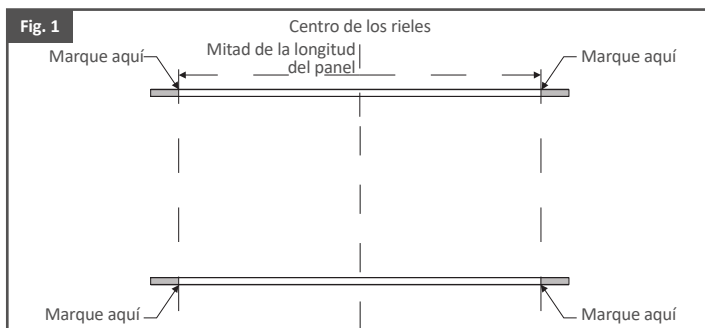 Fig. 1
Centro de los rieles
Marque aquí
Mitad de la longitud
del panel
Marque aquí
Marque aquí
Marque aquí